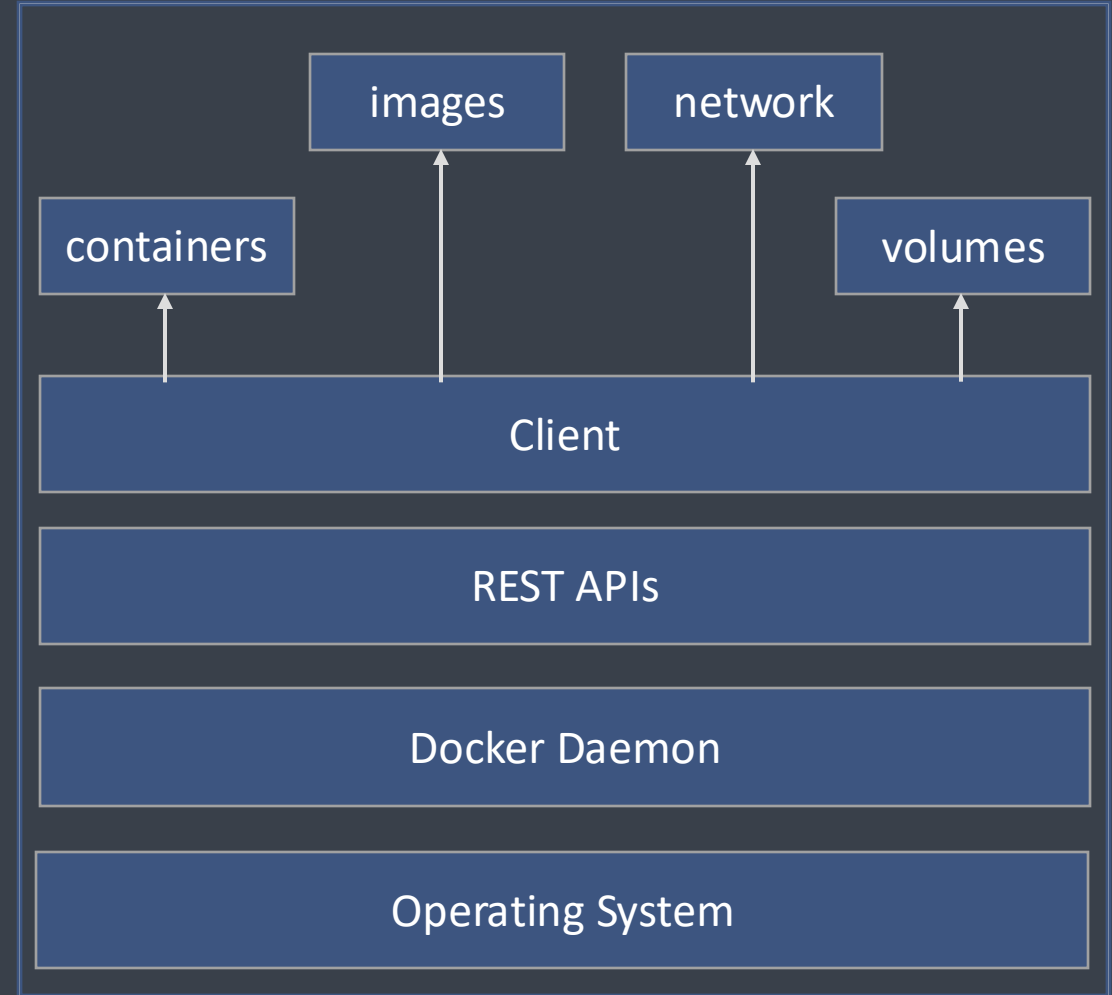 images
network
containers
volumes
Client
REST APIs
Docker Daemon
Operating System